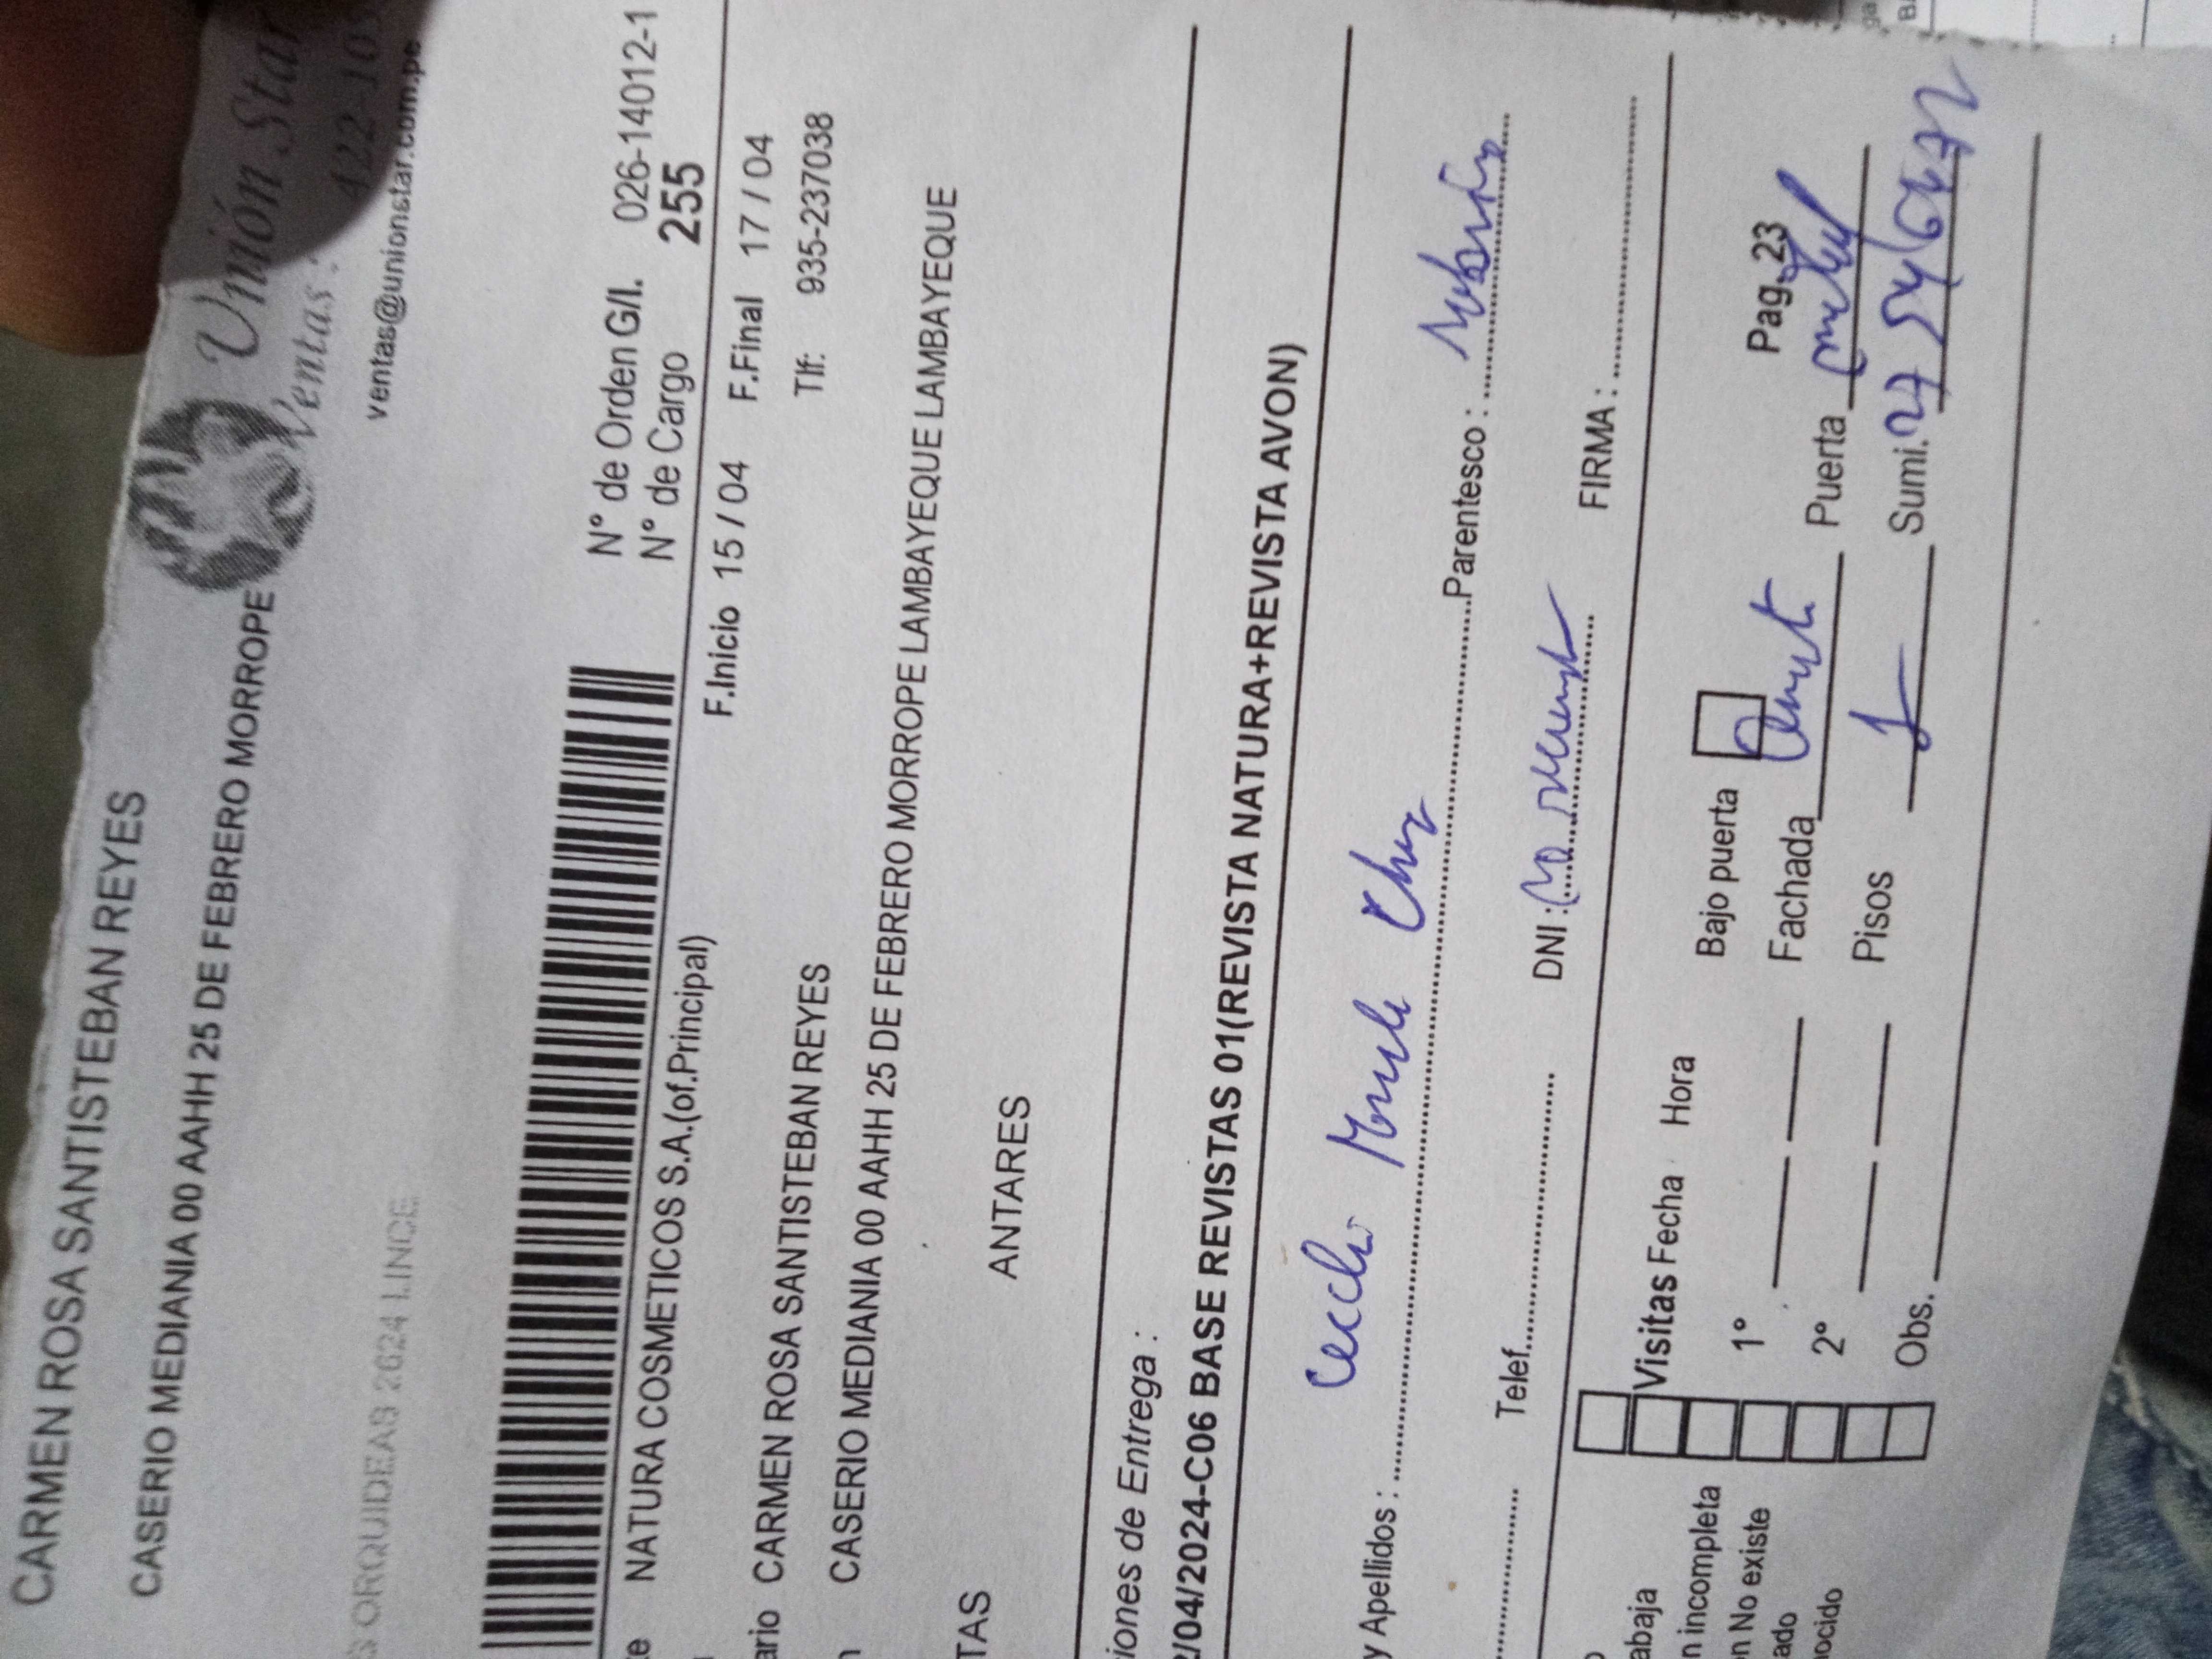 CARMEN ROSA SANTISTEBAN REYES
CASERIO MEDIANIA 00 AAHH 25 DE FEBRERO MORROPE
Unión Star
Ventas :
ventas@unionstar.com.pe
ORQUIDEAS 2624 LINCE
N° de Orden G/I. 026-14012-1
N° de Cargo 255
NATURA COSMETICOS S.A.(of.Principal)
F.Inicio 15 / 04 F.Final 17 / 04
CARMEN ROSA SANTISTEBAN REYES
Tlf: 935-237038
CASERIO MEDIANIA 00 AAHH 25 DE FEBRERO MORROPE LAMBAYEQUE LAMBAYEQUE
TAS
ANTARES
iones de Entrega :
/04/2024-C06 BASE REVISTAS 01(REVISTA NATURA+REVISTA AVON)
y Apellidos : Parentesco :
Telef. DNI : FIRMA :
Visitas Fecha Hora Bajo puerta Pag. 23
1° Fachada Puerta
2° Pisos 1 Sumi.
Obs.
abaja
n incompleta
n No existe
ado
ocido